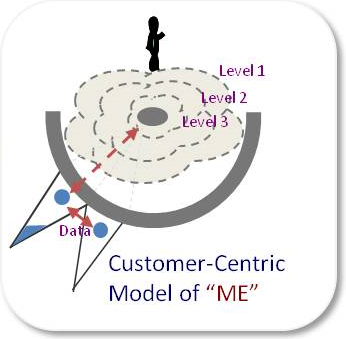 Level 1
Level 2
Level 3
Data
Customer-Centric
Model of “ME”